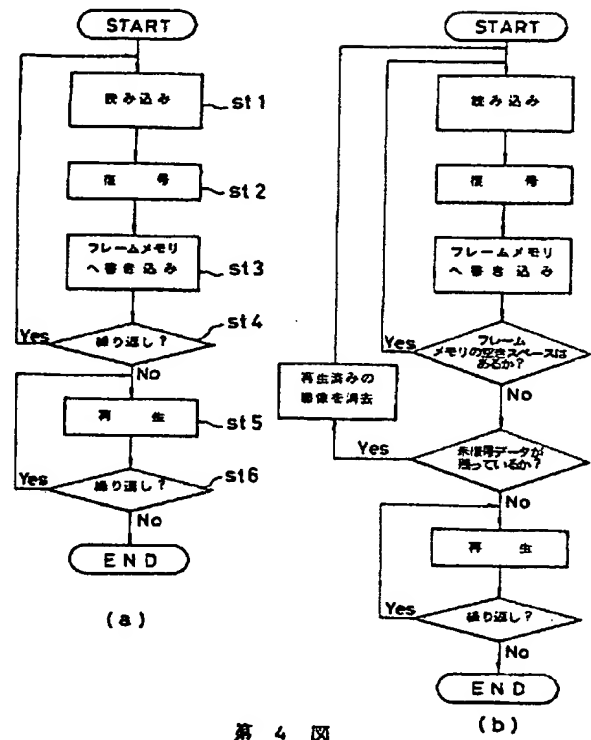 START
読み込み
st1
復号
st2
フレームメモリ
へ書き込み
st3
Yes
繰り返し？
st4
No
再生
st5
Yes
繰り返し？
st6
No
END
(a)
START
読み込み
復号
フレームメモリ
へ書き込み
Yes
フレーム
メモリの空きスペースは
あるか？
No
再生済みの
影像を消去
Yes
未復号データが
残っているか？
No
再生
Yes
繰り返し？
No
END
(b)
第4図